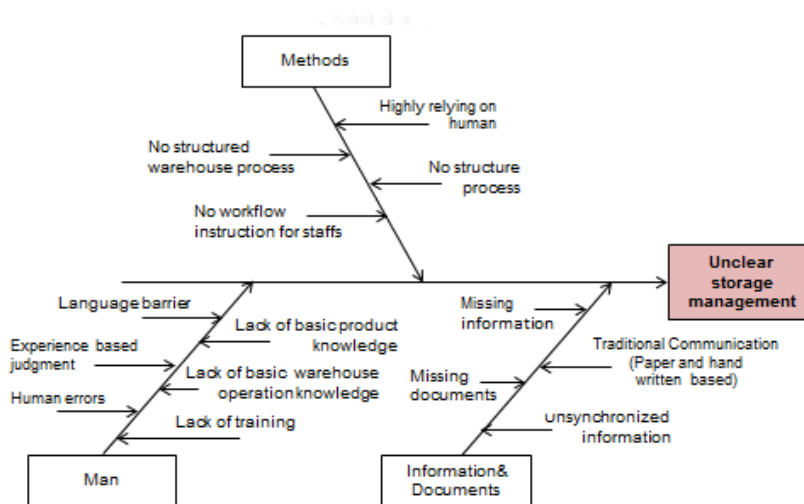 Methods
Highly relying on
human
No structured
warehouse process
No structure
process
No workflow
instruction for staffs
Unclear
storage
management
Language barrier
Lack of basic product
knowledge
Experience based
judgment
Lack of basic warehouse
operation knowledge
Human errors
Lack of training
Man
Missing
information
Traditional Communication
(Paper and hand
written based)
Missing
documents
unsynchronized
information
Information&
Documents